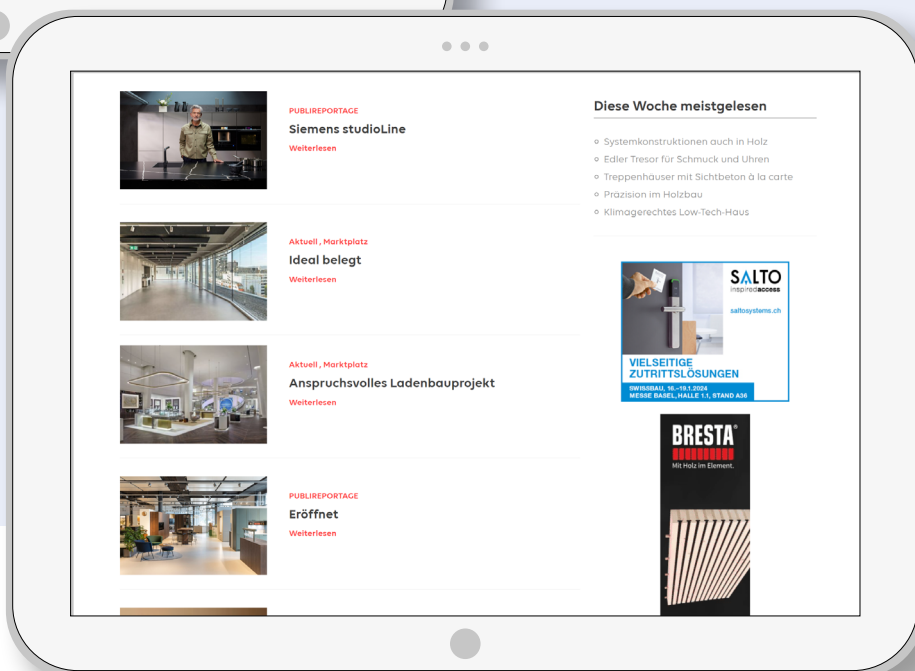 PUBLIREPORTAGE
Siemens studioLine
Weiterlesen
Aktuell , Marktplatz
Ideal belegt
Weiterlesen
Aktuell , Marktplatz
Anspruchsvolles Ladenbauprojekt
Weiterlesen
PUBLIREPORTAGE
Eröffnet
Weiterlesen
Diese Woche meistgelesen
Systemkonstruktionen auch in Holz
Edler Tresor für Schmuck und Uhren
Treppenhäuser mit Sichtbeton à la carte
Präzision im Holzbau
Klimagerechtes Low-Tech-Haus
SALTO
inspiredaccess
saltosystems.ch
VIELSEITIGE
ZUTRITTSLÖSUNGEN
SWISSBAU, 16.–19.1.2024
MESSE BASEL, HALLE 1.1, STAND A36
BRESTA®
Mit Holz im Element.